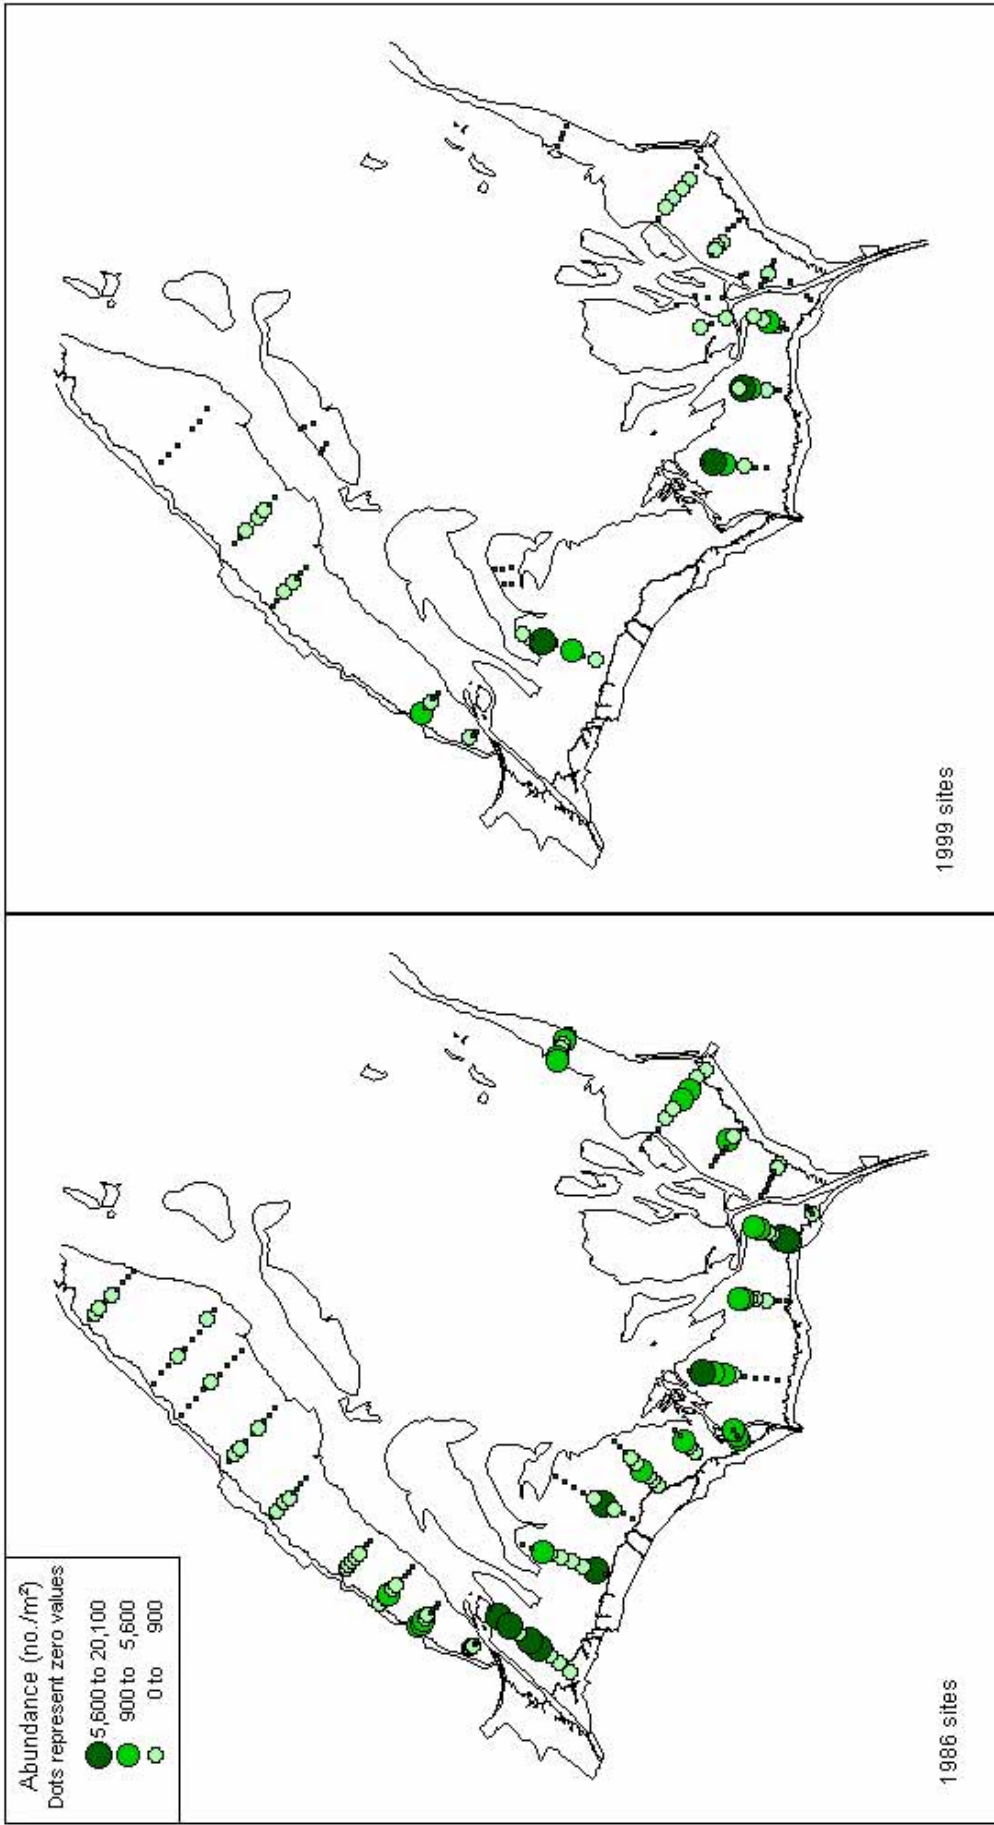 Abundance (no./m²)
Dots represent zero values
5,600 to 20,100
900 to 5,600
0 to 900
1986 sites
1999 sites